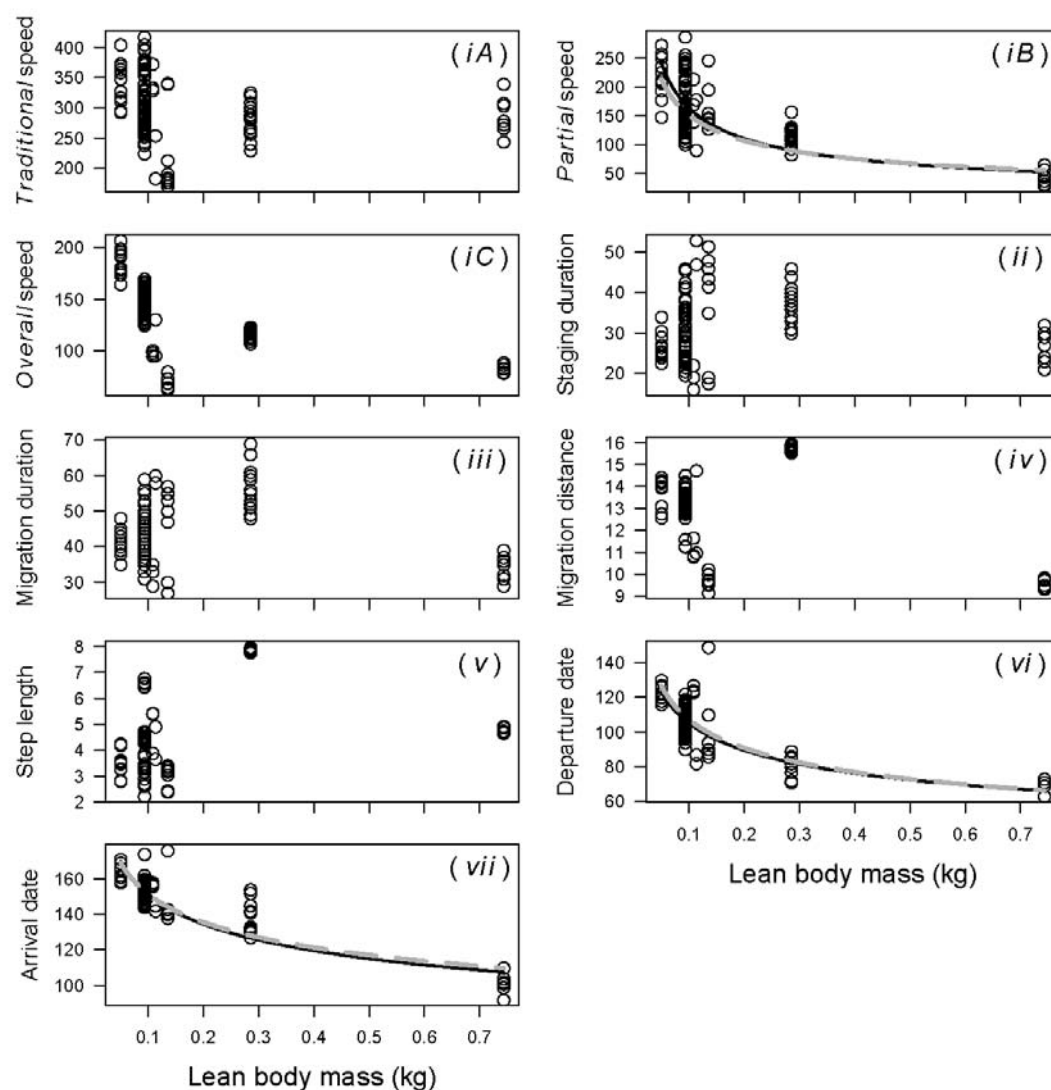 Traditional speed
400
350
300
250
200
(iA)
Partial speed
250
200
150
100
50
(iB)
Overall speed
200
150
100
(iC)
Staging duration
50
40
30
20
(ii)
Migration duration
70
60
50
40
30
(iii)
Migration distance
16
15
14
13
12
11
10
9
(iv)
Step length
8
7
6
5
4
3
2
(v)
Departure date
140
120
100
80
60
(vi)
0.1 0.2 0.3 0.4 0.5 0.6 0.7
Lean body mass (kg)
Arrival date
160
140
120
100
(vii)
0.1 0.2 0.3 0.4 0.5 0.6 0.7
Lean body mass (kg)